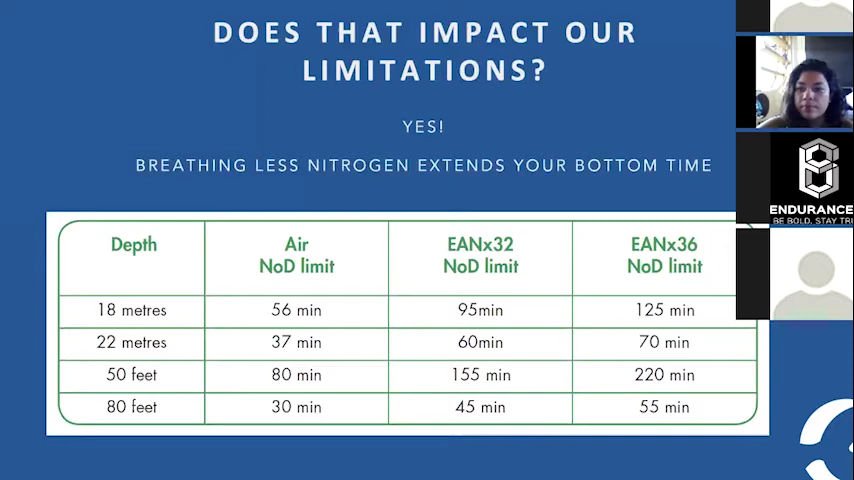 DOES THAT IMPACT OUR
LIMITATIONS?
YES!
BREATHING LESS NITROGEN EXTENDS YOUR BOTTOM TIME
Depth Air NoD limit EANx32 NoD limit EANx36 NoD limit
18 metres 56 min 95min 125 min
22 metres 37 min 60min 70 min
50 feet 80 min 155 min 220 min
80 feet 30 min 45 min 55 min
ENDURANCE
BE BOLD. STAY TRU